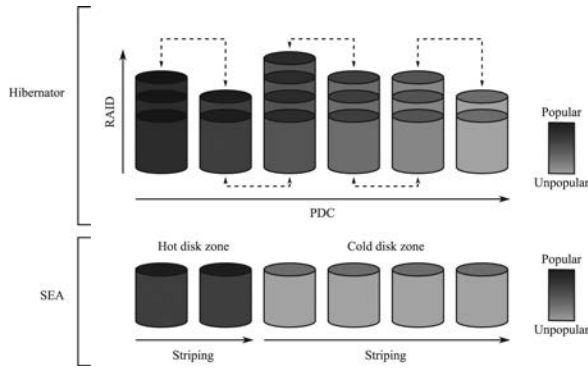 Hibernator
RAID
Popular
Unpopular
PDC
Hot disk zone
Cold disk zone
Popular
SEA
Unpopular
Striping
Striping